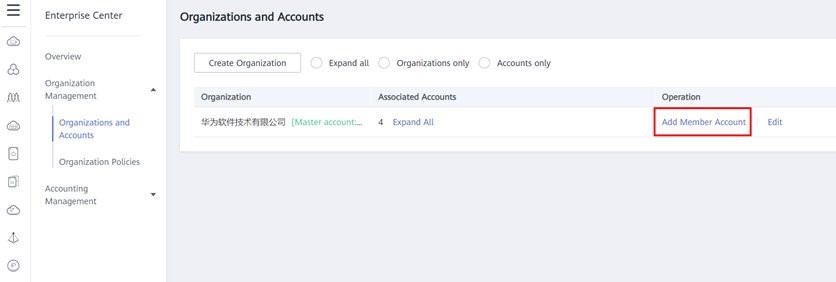 Enterprise Center
Overview
Organization
Management
Organizations and
Accounts
Organization Policies
Accounting
Management
Organizations and Accounts
Create Organization Expand all Organizations only Accounts only
Organization Associated Accounts Operation
华为软件技术有限公司 [Master account:... 4 Expand All Add Member Account Edit